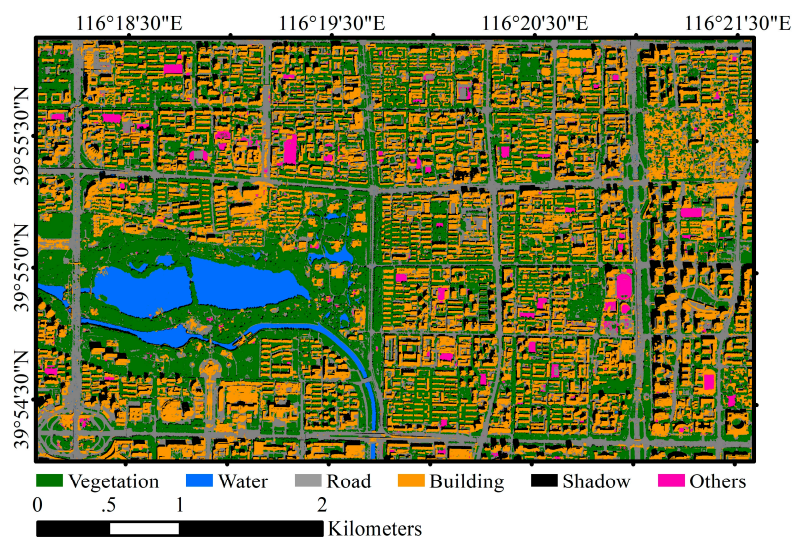 116°18'30"E 116°19'30"E 116°20'30"E 116°21'30"E
39°55'30"N
39°55'0"N
39°54'30"N
Vegetation Water Road Building Shadow Others
0 .5 1 2
Kilometers